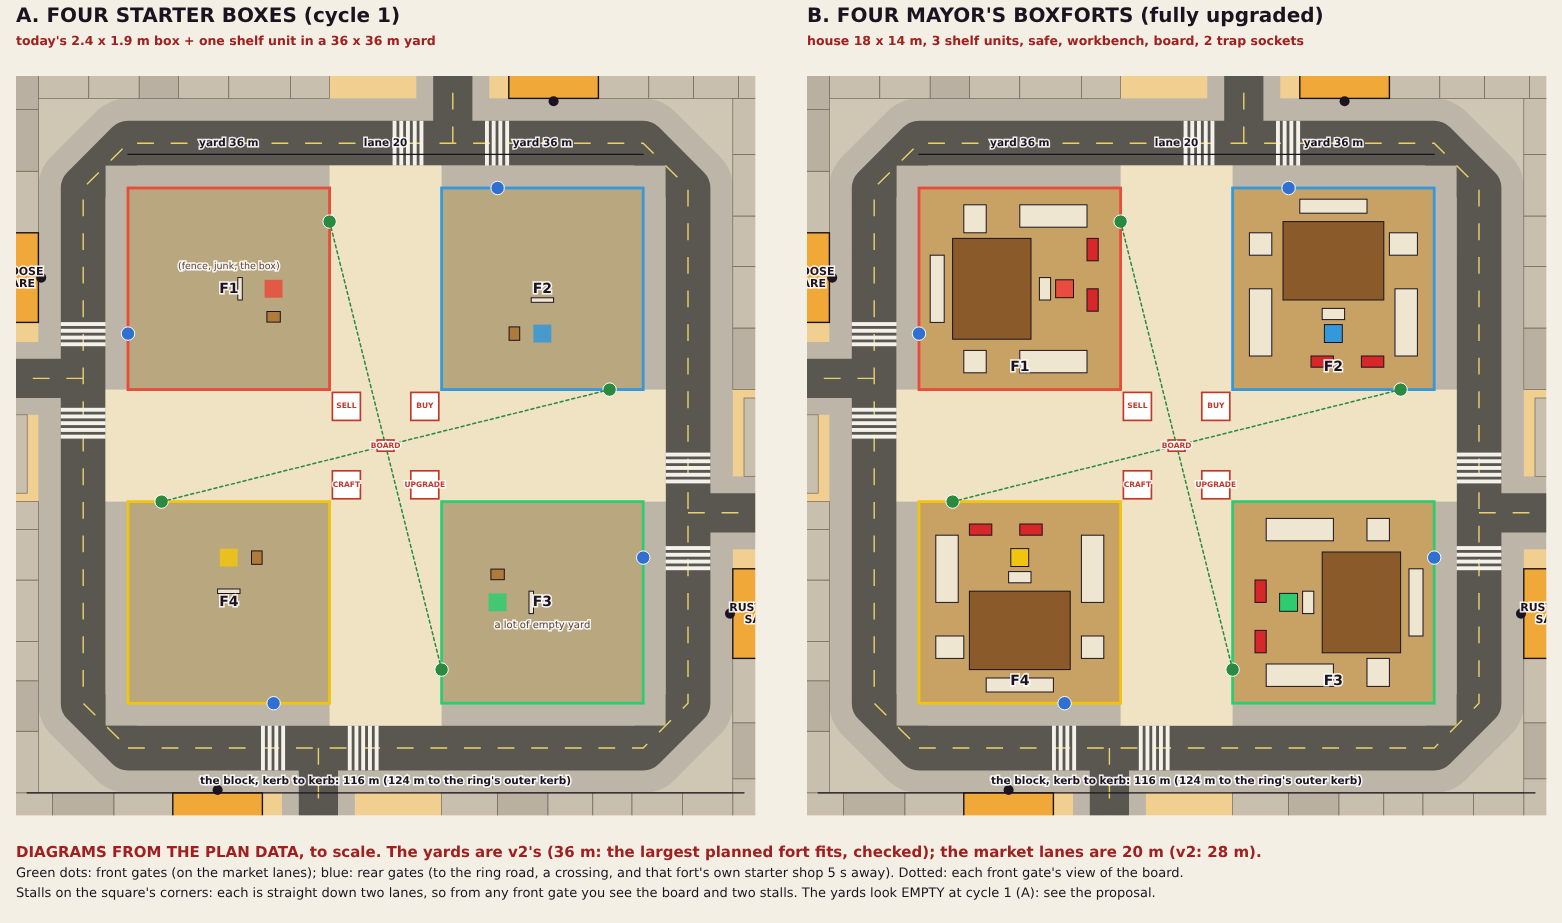 A. FOUR STARTER BOXES (cycle 1)
today's 2.4 x 1.9 m box + one shelf unit in a 36 x 36 m yard
yard 36 m
lane 20
yard 36 m
OOSE
ARE
(fence, junk, the box)
F1
F2
SELL
BUY
BOARD
CRAFT
UPGRADE
F4
F3
a lot of empty yard
RUS
SA
the block, kerb to kerb: 116 m (124 m to the ring's outer kerb)
B. FOUR MAYOR'S BOXFORTS (fully upgraded)
house 18 x 14 m, 3 shelf units, safe, workbench, board, 2 trap sockets
yard 36 m
lane 20
yard 36 m
OOSE
ARE
F1
F2
SELL
BUY
BOARD
CRAFT
UPGRADE
F4
F3
RUS
SA
the block, kerb to kerb: 116 m (124 m to the ring's outer kerb)
DIAGRAMS FROM THE PLAN DATA, to scale. The yards are v2's (36 m: the largest planned fort fits, checked); the market lanes are 20 m (v2: 28 m).
Green dots: front gates (on the market lanes); blue: rear gates (to the ring road, a crossing, and that fort's own starter shop 5 s away). Dotted: each front gate's view of the board.
Stalls on the square's corners: each is straight down two lanes, so from any front gate you see the board and two stalls. The yards look EMPTY at cycle 1 (A): see the proposal.